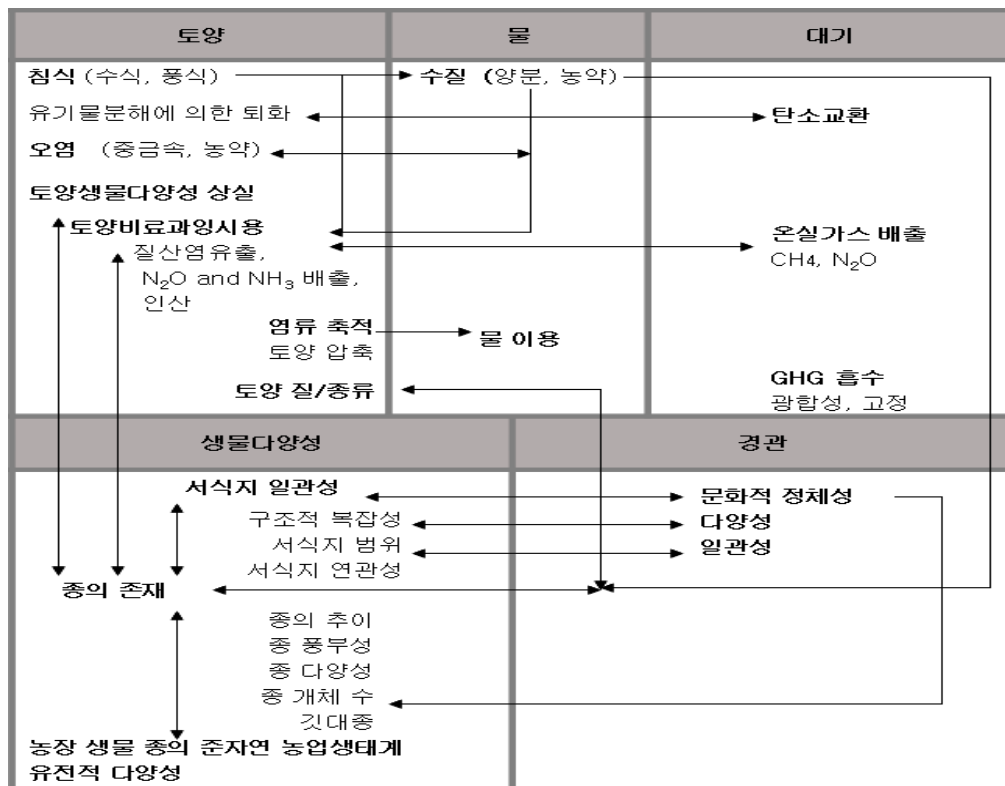 토양
물
대기
침식 (수식, 풍식)
수질 (양분, 농약)
유기물분해에 의한 퇴화
탄소교환
오염 (중금속, 농약)
토양생물다양성 상실
토양비료과잉시용
온실가스 배출
질산염유출,
CH4, N₂O
N₂O and NH₃ 배출,
인산
염류 축적
물 이용
토양 압축
토양 질/종류
GHG 흡수
광합성, 고정
생물다양성
경관
서식지 일관성
문화적 정체성
구조적 복잡성
다양성
서식지 범위
일관성
서식지 연관성
종의 존재
종의 추이
종 풍부성
종 다양성
종 개체 수
깃대종
농장 생물 종의 준자연 농업생태계
유전적 다양성